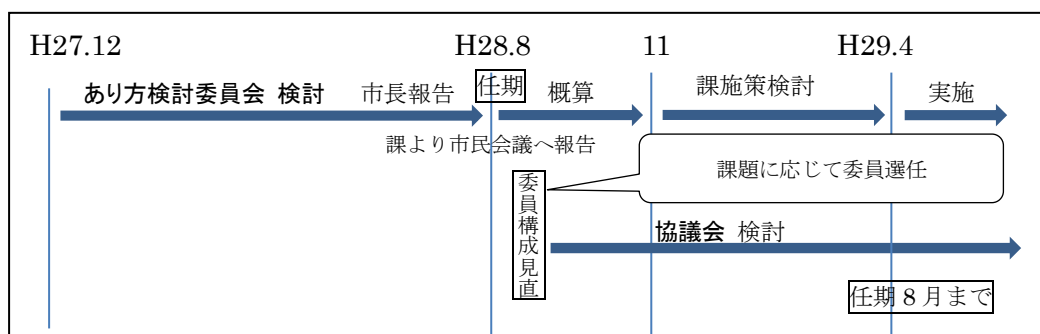 H27.12 H28.8 11 H29.4
あり方検討委員会 検討 市長報告 任期 概算 課施策検討 実施
課より市民会議へ報告
課題に応じて委員選任
委員構成見直
協議会 検討
任期8月まで